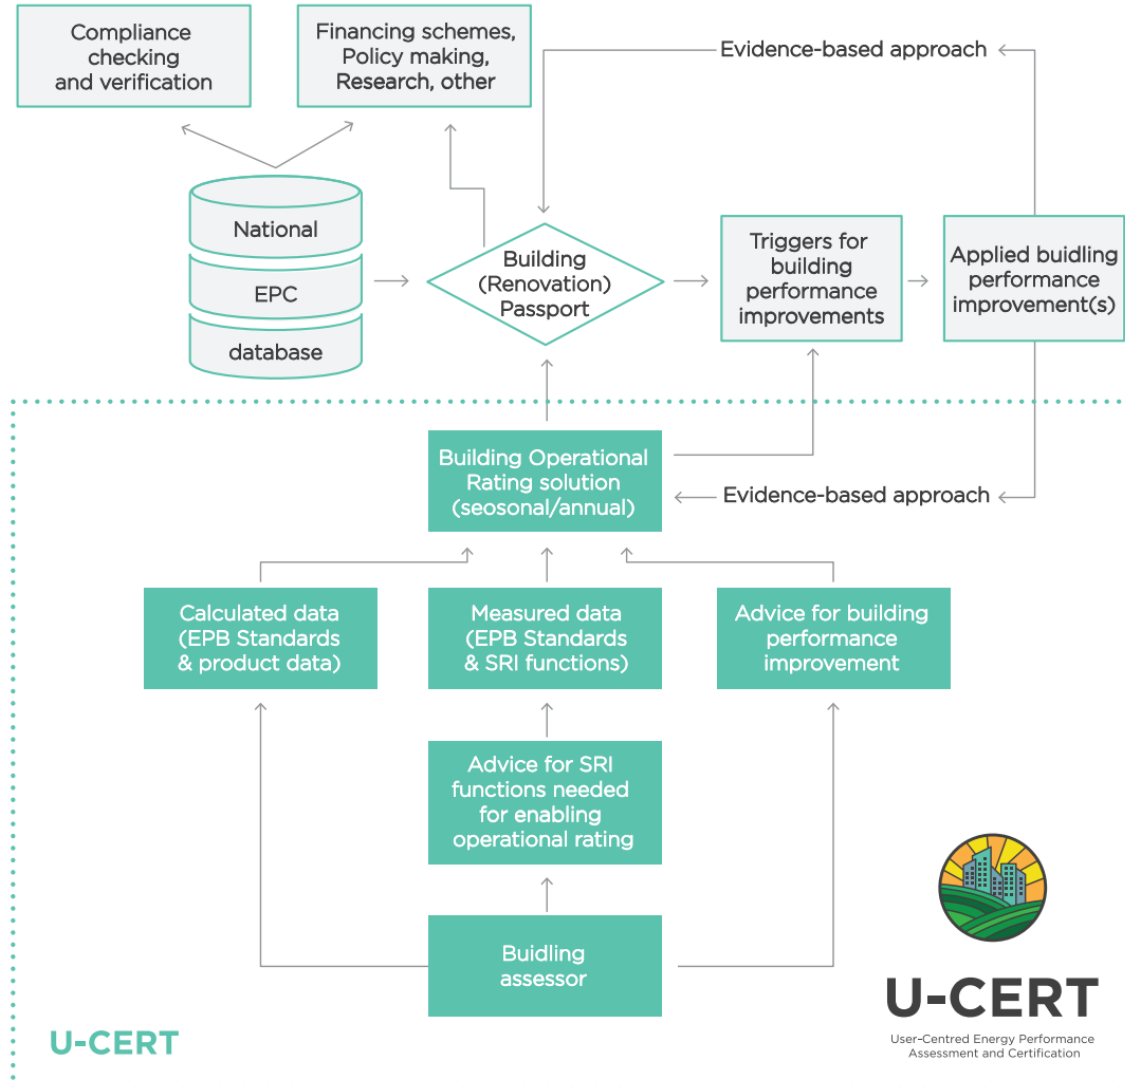 Compliance
checking
and verification
Financing schemes,
Policy making,
Research, other
Evidence-based approach
National
EPC
database
Building
(Renovation)
Passport
Triggers for
building
performance
improvements
Applied buidling
performance
improvement(s)
Building Operational
Rating solution
(seosonal/annual)
Evidence-based approach
Calculated data
(EPB Standards
& product data)
Measured data
(EPB Standards
& SRI functions)
Advice for building
performance
improvement
Advice for SRI
functions needed
for enabling
operational rating
Buidling
assessor
U-CERT
U-CERT
User-Centred Energy Performance
Assessment and Certification